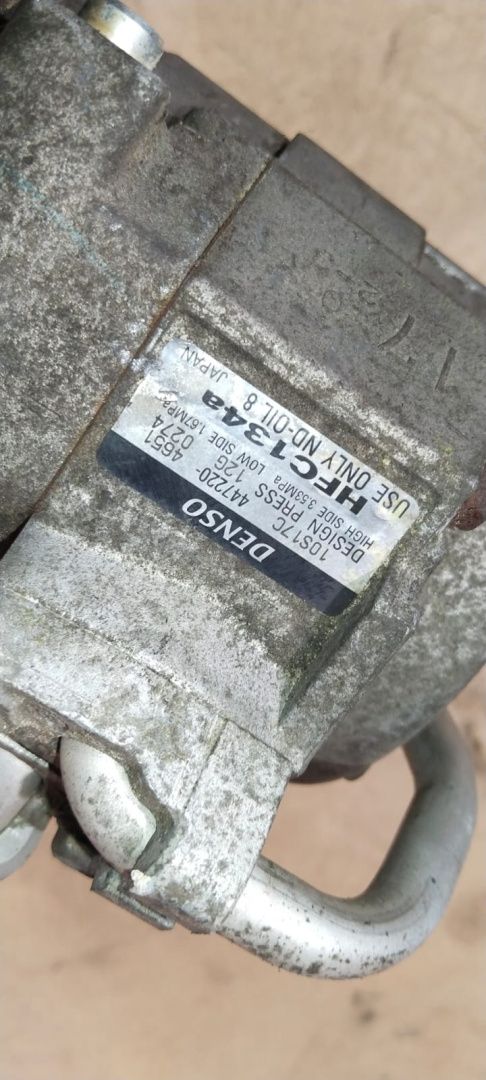 DENSO
10S17C 447220-4691
DESIGN PRESS 12G 0274
HIGH SIDE 3.53MPa LOW SIDE 1.67MPa
HFC134a
USE ONLY ND-OIL 8 JAPAN